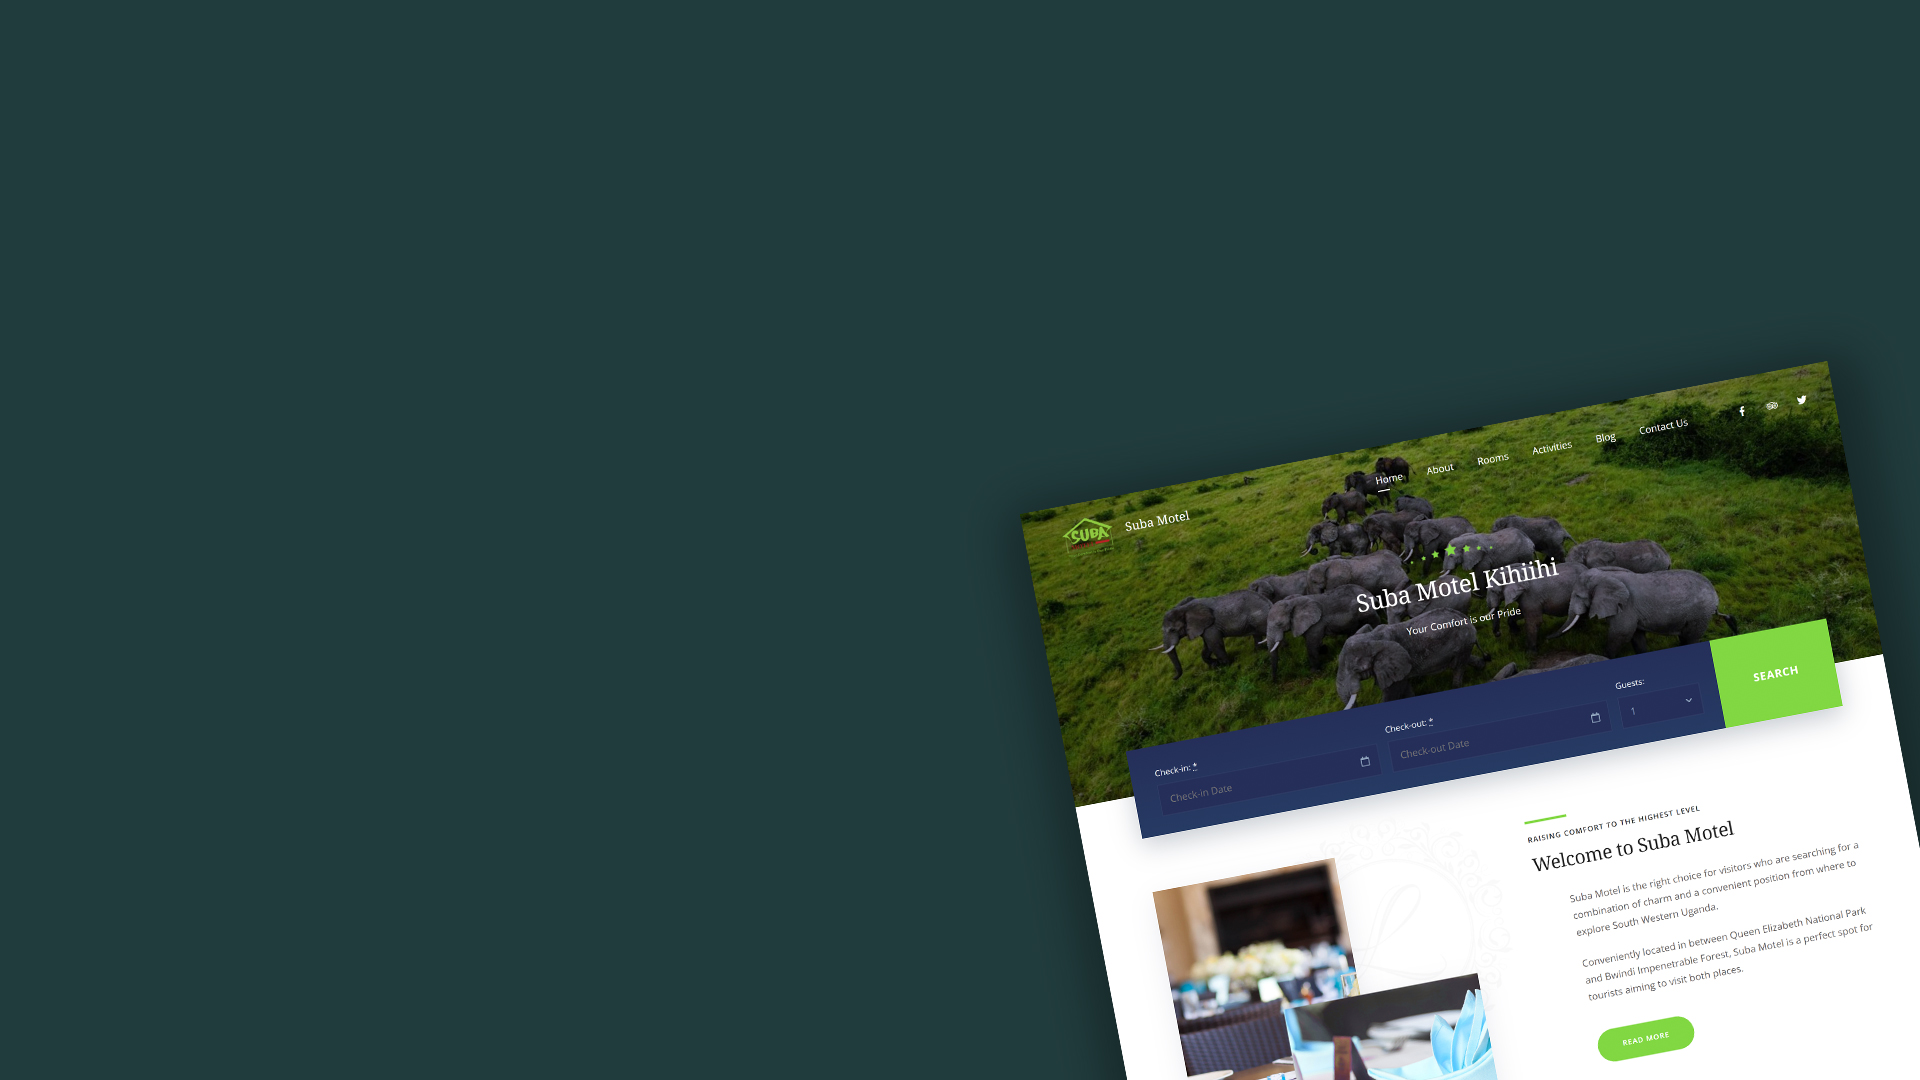 Home
About
Rooms
Activities
Blog
Contact Us
SUBA
Suba Motel
Suba Motel Kihiihi
Your Comfort is our Pride
Check-in: *
Check-in Date
Check-out: *
Check-out Date
Guests:
1
SEARCH
RAISING COMFORT TO THE HIGHEST LEVEL
Welcome to Suba Motel
Suba Motel is the right choice for visitors who are searching for a
combination of charm and a convenient position from where to
explore South Western Uganda.
Conveniently located in between Queen Elizabeth National Park
and Bwindi Impenetrable Forest, Suba Motel is a perfect spot for
tourists aiming to visit both places.
READ MORE